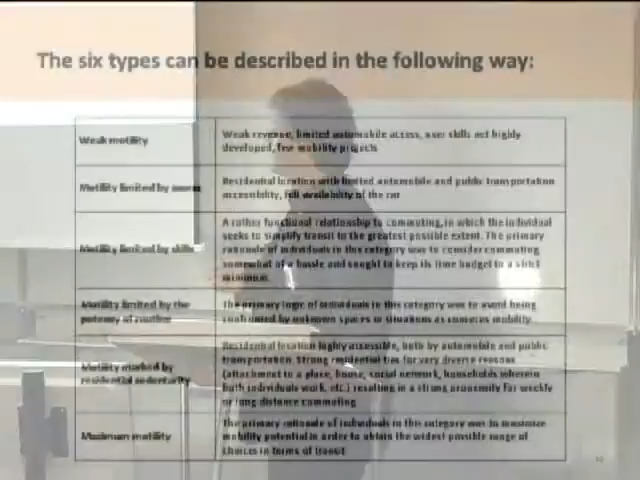 The six types can be described in the following way:
Weak motility
Weak revenue, limited automobile access, user skills not highly
developed, few mobility projects
Motility limited by access
Residential location with limited automobile and public transportation
accessibility, full availability of the car
Motility limited by skills
A rather functional relationship to commuting, in which the individual
seeks to simplify transit to the greatest possible extent. The primary
rationale of individuals in this category was to consider commuting
somewhat of a hassle and sought to keep its time budget to a strict
minimum.
Motility limited by the
potency of
The primary logic of individuals in this category was to avoid being
confronted by unknown spaces or situations as concerns mobility
Motility marked by
residential sedentarity
Residential location highly accessible, both by automobile and public
transportation. Strong residential ties for very diverse reasons
(attachment to a place, house, social network, households wherein
both individuals work, etc.) resulting in a strong propensity for weekly
or long distance commuting
Maximum motility
The primary rationale of individuals in this category was to maximize
mobility potential in order to obtain the widest possible range of
choices in terms of transit